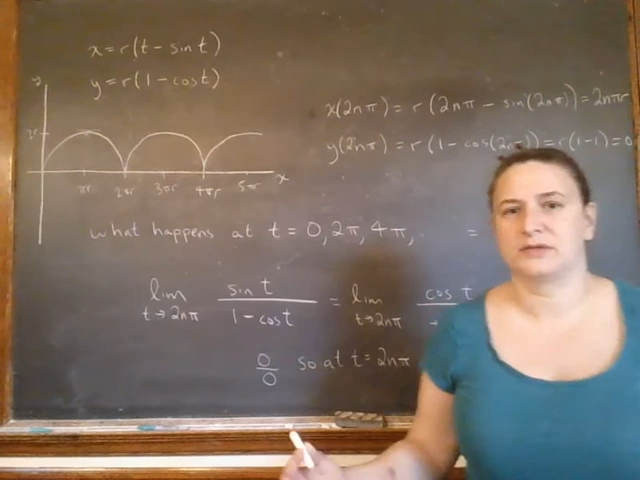 x = r(t - sin t)
y = r(1 - cos t)
y
2r
πr 2πr 3πr 4πr 5πr x
x(2nπ) = r(2nπ - sin(2nπ)) = 2nπr
y(2nπ) = r(1 - cos(2nπ)) = r(1-1) = 0
what happens at t = 0, 2π, 4π, =
lim t→2nπ sin t / 1 - cos t = lim t→2nπ cos t
0/0 so at t = 2nπ